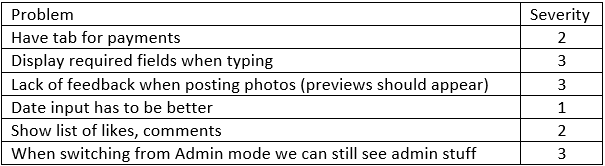 Problem Severity
Have tab for payments 2
Display required fields when typing 3
Lack of feedback when posting photos (previews should appear) 3
Date input has to be better 1
Show list of likes, comments 2
When switching from Admin mode we can still see admin stuff 3